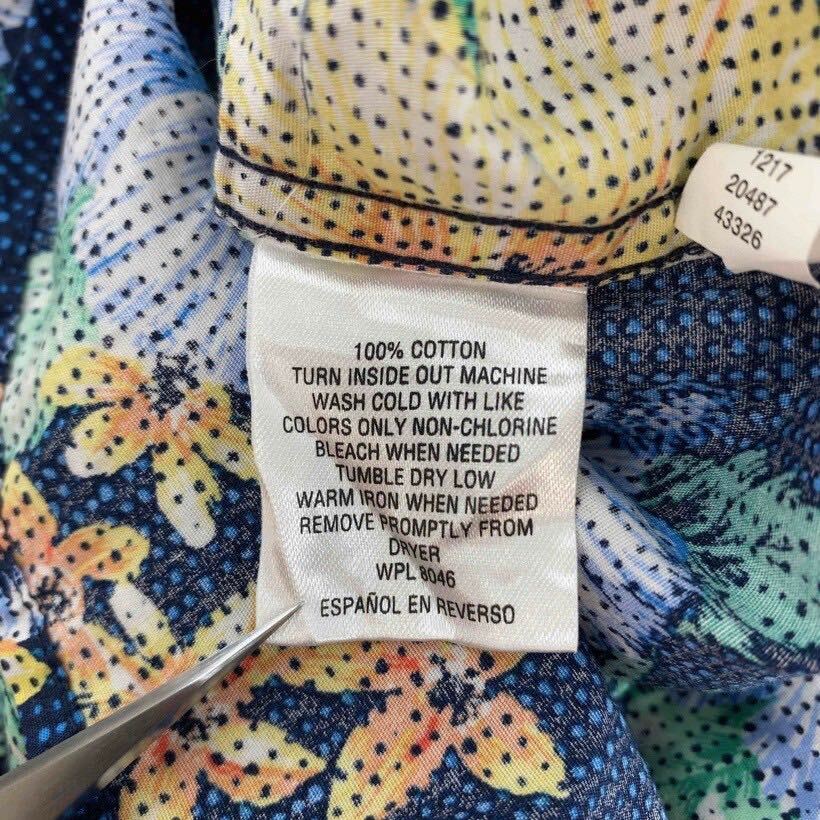 1217
20487
43326
100% COTTON
TURN INSIDE OUT MACHINE
WASH COLD WITH LIKE
COLORS ONLY NON-CHLORINE
BLEACH WHEN NEEDED
TUMBLE DRY LOW
WARM IRON WHEN NEEDED
REMOVE PROMPTLY FROM
DRYER
WPL 8046
ESPAÑOL EN REVERSO